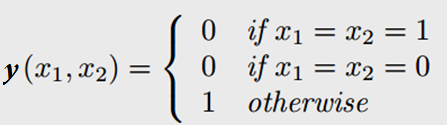 0 if x₁ = x₂ = 1
y(x₁, x₂) = { 0 if x₁ = x₂ = 0
1 otherwise